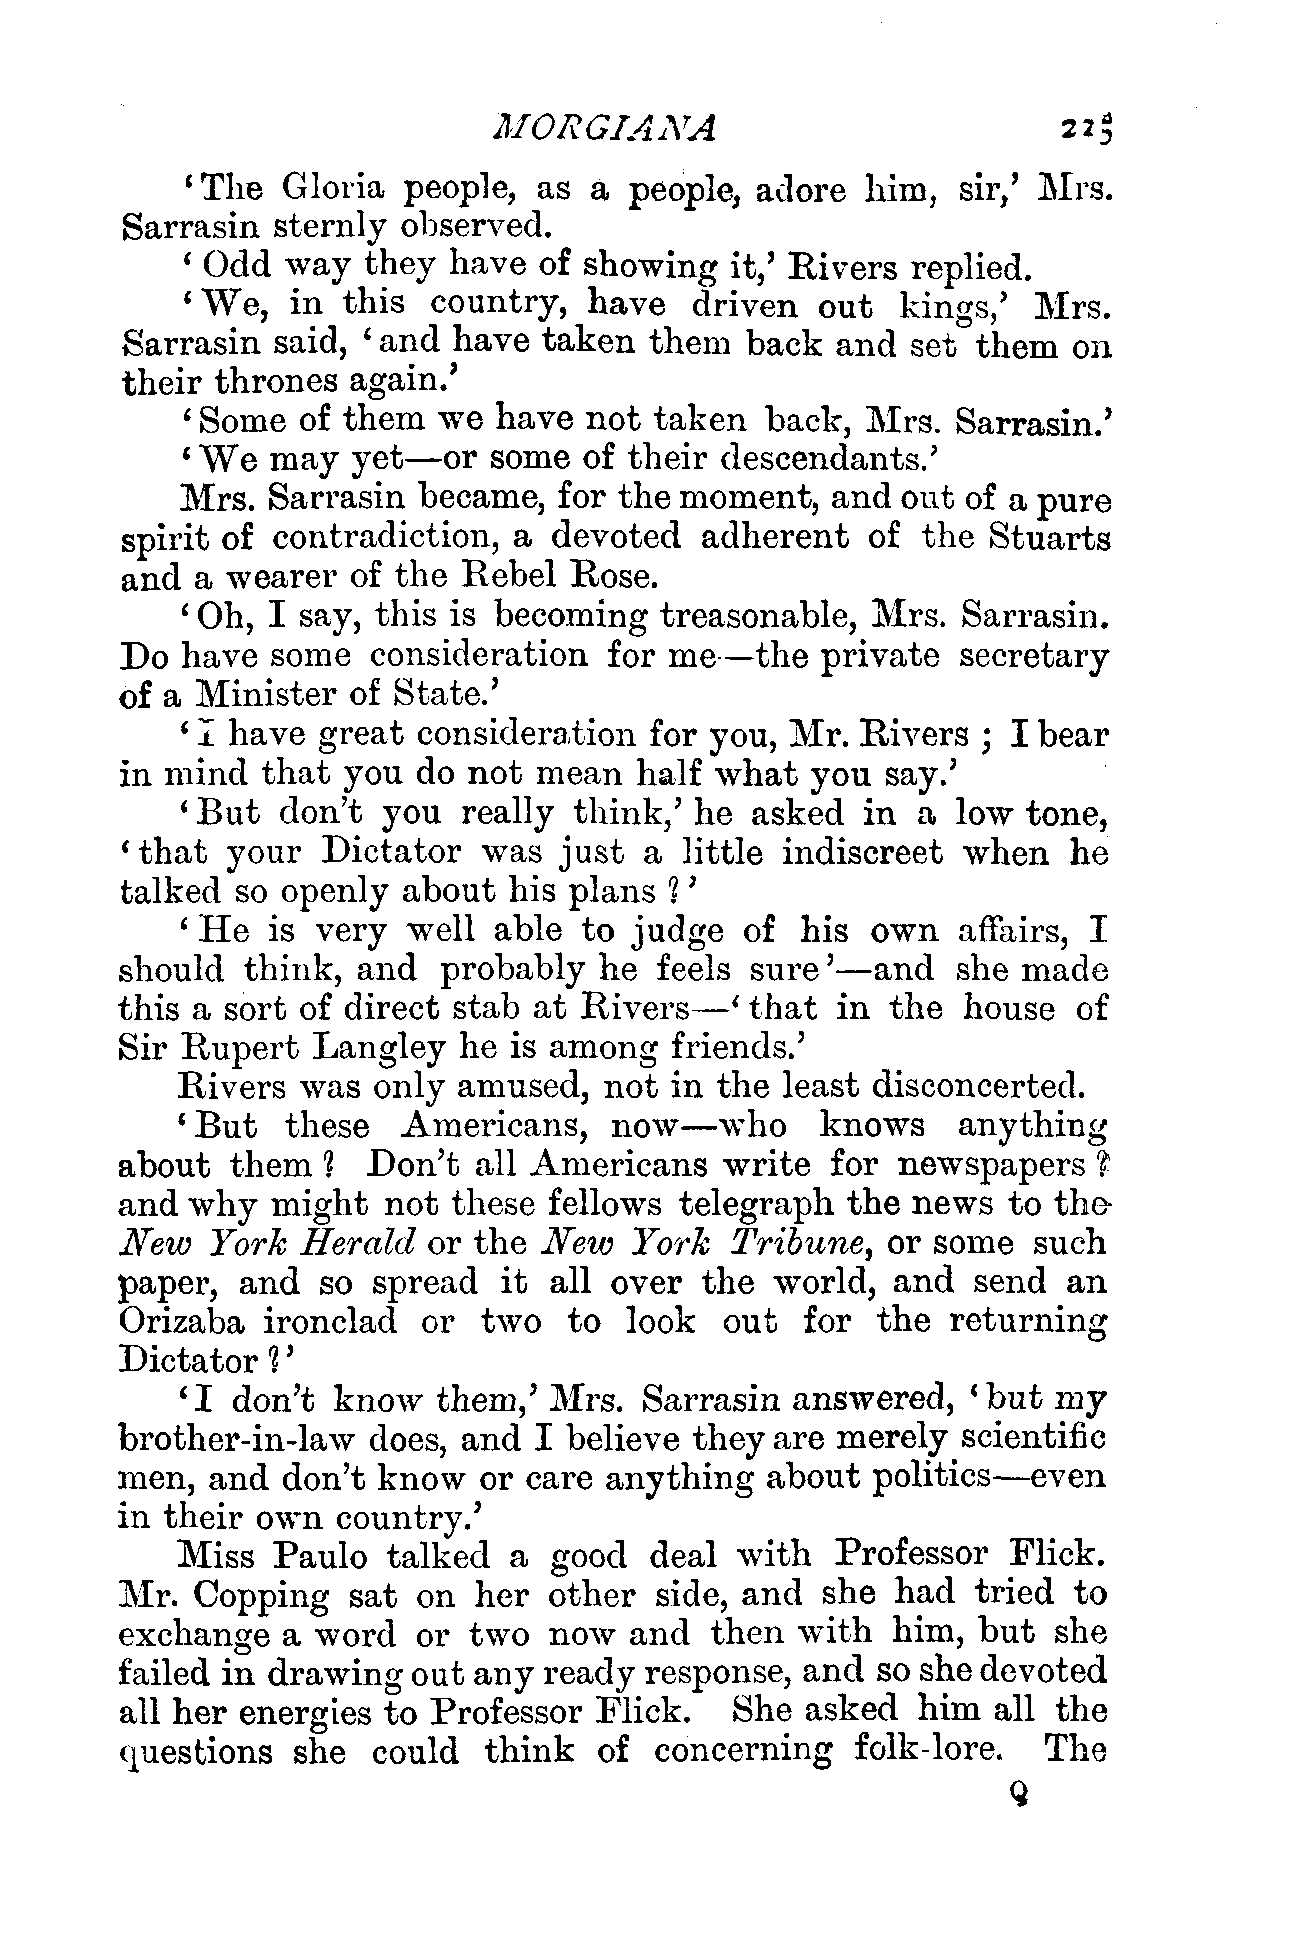 MORGIANA 225
'The Gloria people, as a people, adore him, sir,' Mrs.
Sarrasin sternly observed.
'Odd way they have of showing it,' Rivers replied.
'We, in this country, have driven out kings,' Mrs.
Sarrasin said, 'and have taken them back and set them on
their thrones again.'
'Some of them we have not taken back, Mrs. Sarrasin.'
'We may yet—or some of their descendants.'
Mrs. Sarrasin became, for the moment, and out of a pure
spirit of contradiction, a devoted adherent of the Stuarts
and a wearer of the Rebel Rose.
'Oh, I say, this is becoming treasonable, Mrs. Sarrasin.
Do have some consideration for me—the private secretary
of a Minister of State.'
'I have great consideration for you, Mr. Rivers; I bear
in mind that you do not mean half what you say.'
'But don't you really think,' he asked in a low tone,
'that your Dictator was just a little indiscreet when he
talked so openly about his plans?'
'He is very well able to judge of his own affairs, I
should think, and probably he feels sure'—and she made
this a sort of direct stab at Rivers—'that in the house of
Sir Rupert Langley he is among friends.'
Rivers was only amused, not in the least disconcerted.
'But these Americans, now—who knows anything
about them? Don't all Americans write for newspapers?
and why might not these fellows telegraph the news to the
New York Herald or the New York Tribune, or some such
paper, and so spread it all over the world, and send an
Orizaba ironclad or two to look out for the returning
Dictator?'
'I don't know them,' Mrs. Sarrasin answered, 'but my
brother-in-law does, and I believe they are merely scientific
men, and don't know or care anything about politics—even
in their own country.'
Miss Paulo talked a good deal with Professor Flick.
Mr. Copping sat on her other side, and she had tried to
exchange a word or two now and then with him, but she
failed in drawing out any ready response, and so she devoted
all her energies to Professor Flick. She asked him all the
questions she could think of concerning folk-lore. The
Q